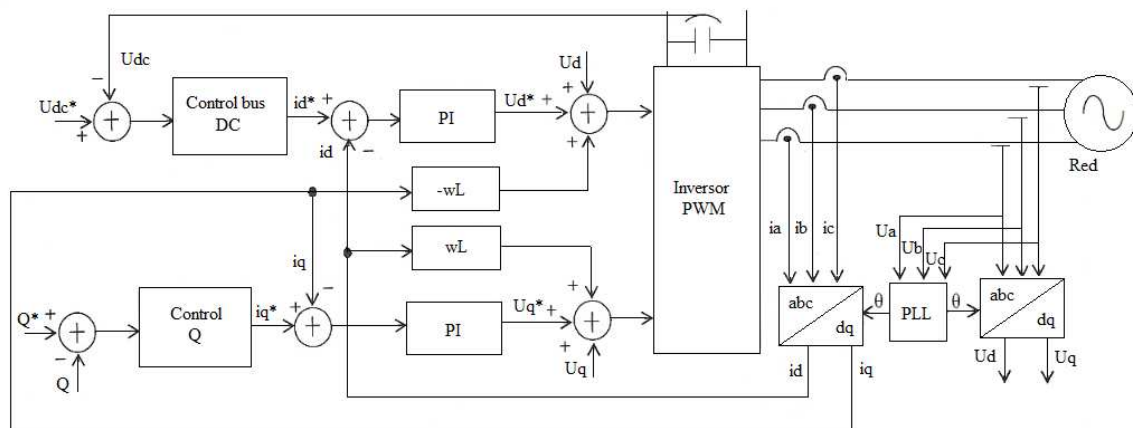 Udc
Ud
Udc*
Control bus
DC
id*
PI
Ud*
id
-wL
Inversor
PWM
Red
wL
ia
ib
ic
Ua
Ub
Uc
iq
Q*
Control
Q
iq*
PI
Uq*
abc
dq
θ
PLL
θ
abc
dq
Q
Uq
id
iq
Ud
Uq